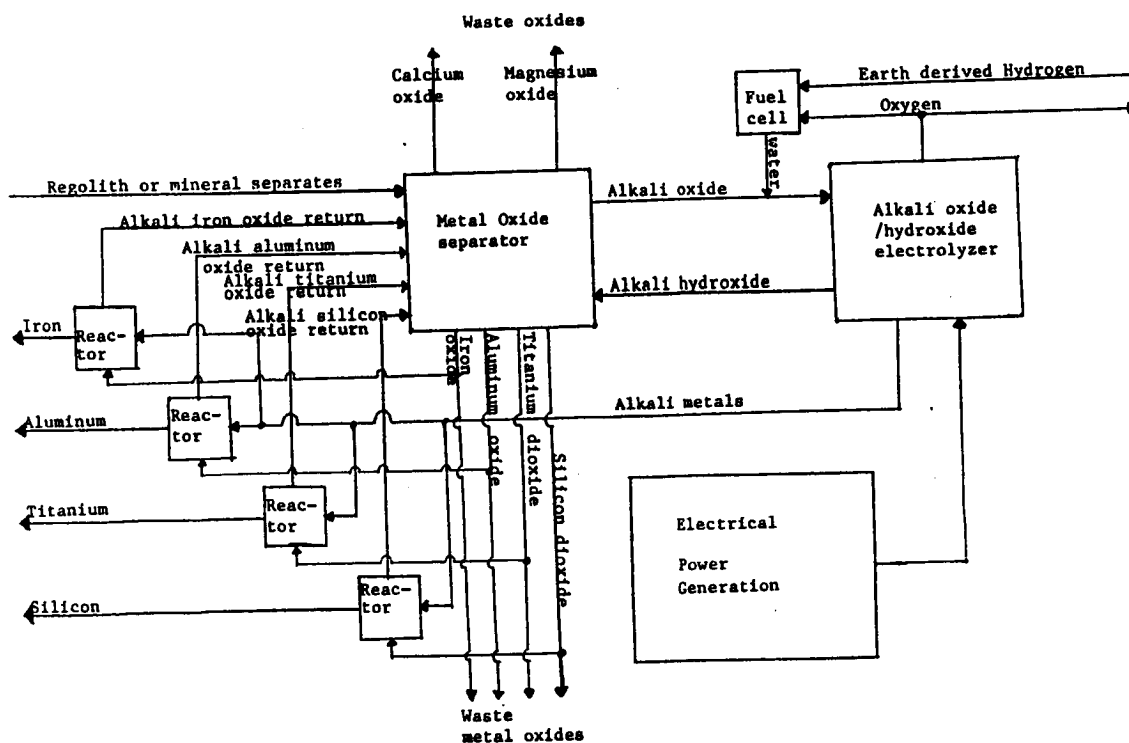 Waste oxides
Calcium
oxide
Magnesium
oxide
Earth derived Hydrogen
Fuel
cell
Oxygen
water
Regolith or mineral separates
Alkali oxide
Metal Oxide
separator
Alkali oxide
/hydroxide
electrolyzer
Alkali iron oxide return
Alkali aluminum
oxide return
Alkali titanium
oxide return
Alkali hydroxide
Alkali silicon
oxide return
Iron
Reac-
tor
Iron
oxide
Aluminum oxide
Titanium dioxide
Silicon dioxide
Alkali metals
Aluminum
Reac-
tor
Titanium
Reac-
tor
Electrical
Power
Generation
Silicon
Reac-
tor
Waste
metal oxides